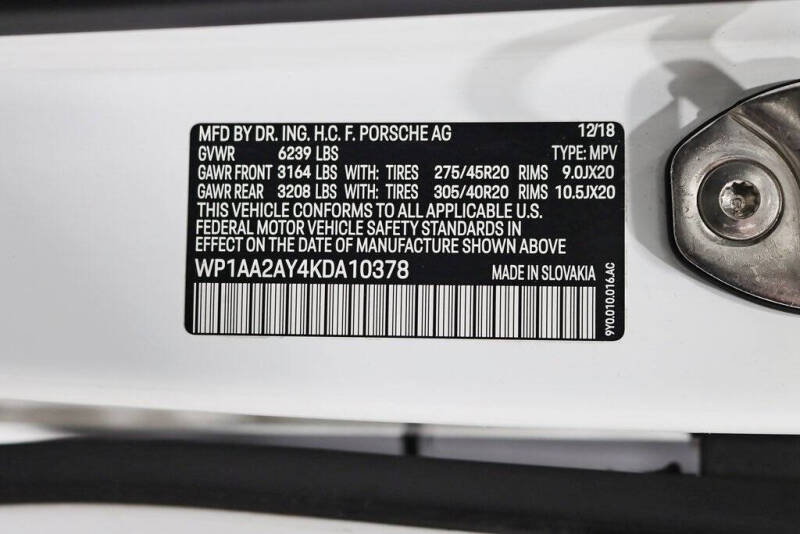 MFD BY DR. ING. H.C. F. PORSCHE AG 12/18
GVWR 6239 LBS TYPE: MPV
GAWR FRONT 3164 LBS WITH: TIRES 275/45R20 RIMS 9.0JX20
GAWR REAR 3208 LBS WITH: TIRES 305/40R20 RIMS 10.5JX20
THIS VEHICLE CONFORMS TO ALL APPLICABLE U.S.
FEDERAL MOTOR VEHICLE SAFETY STANDARDS IN
EFFECT ON THE DATE OF MANUFACTURE SHOWN ABOVE
WP1AA2AY4KDA10378 MADE IN SLOVAKIA
9Y0.010.016.AC